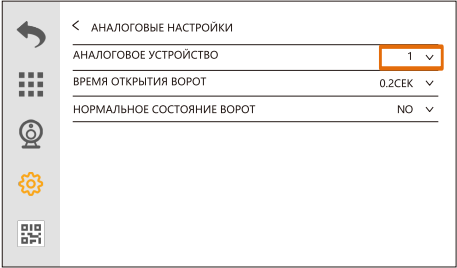 < АНАЛОГОВЫЕ НАСТРОЙКИ
АНАЛОГОВОЕ УСТРОЙСТВО 1
ВРЕМЯ ОТКРЫТИЯ ВОРОТ 0.2СЕК
НОРМАЛЬНОЕ СОСТОЯНИЕ ВОРОТ NO